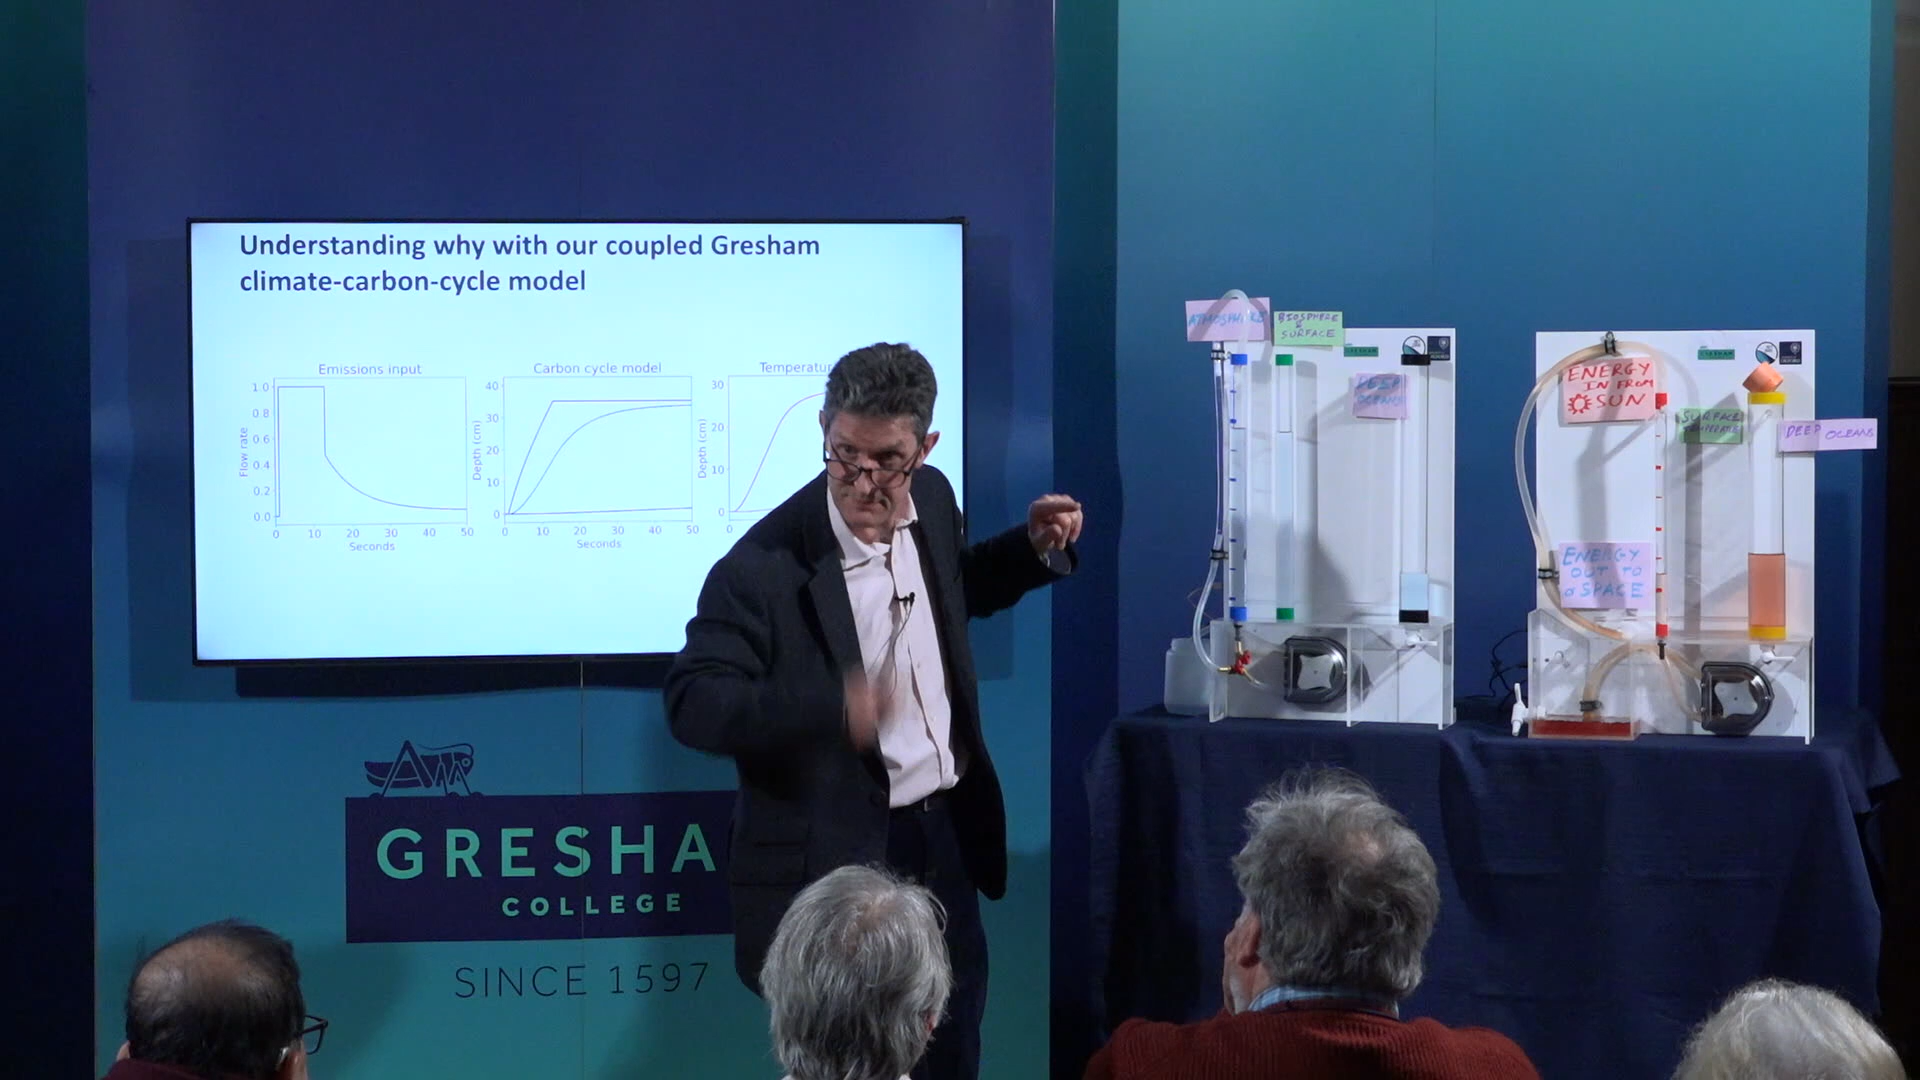 Understanding why with our coupled Gresham
climate-carbon-cycle model
Emissions input
Flow rate
1.0
0.8
0.6
0.4
0.2
0.0
0
10
20
30
40
50
Seconds
Carbon cycle model
Depth (cm)
40
30
20
10
0
10
20
30
40
50
0
Seconds
Temperatur
Depth (cm)
30
20
10
0
0
GRESHA
COLLEGE
SINCE 1597
ATMOSPHERE
BIOSPHERE
&
SURFACE
DEEP
OCEANS
ENERGY
IN FROM
SUN
SURFACE
TEMPERATURE
DEEP OCEANS
ENERGY
OUT TO
SPACE